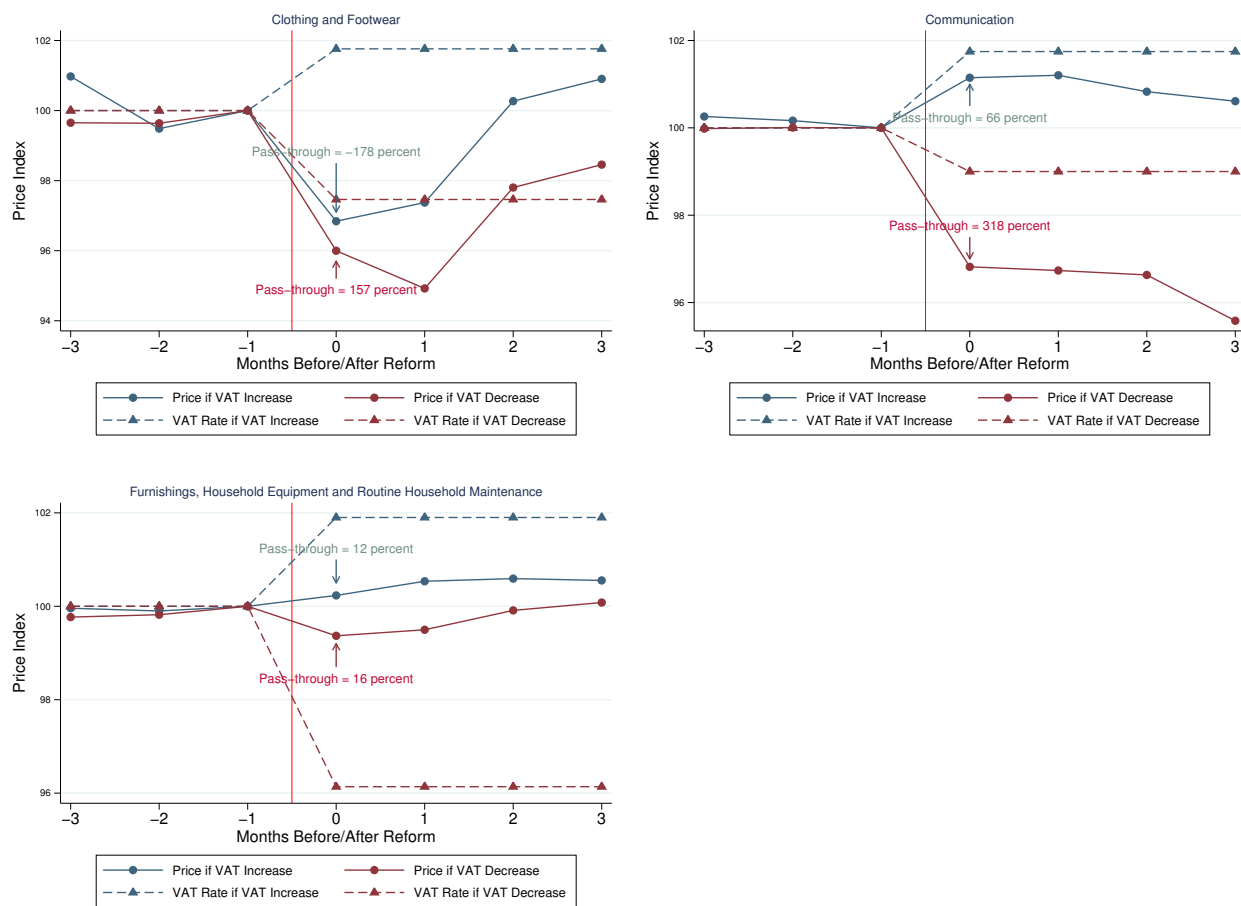 Clothing and Footwear
102
100
98
96
94
Price Index
Pass−through = −178 percent
Pass−through = 157 percent
−3 −2 −1 0 1 2 3
Months Before/After Reform
Price if VAT Increase Price if VAT Decrease
VAT Rate if VAT Increase VAT Rate if VAT Decrease
Communication
102
100
98
96
Price Index
Pass−through = 66 percent
Pass−through = 318 percent
−3 −2 −1 0 1 2 3
Months Before/After Reform
Price if VAT Increase Price if VAT Decrease
VAT Rate if VAT Increase VAT Rate if VAT Decrease
Furnishings, Household Equipment and Routine Household Maintenance
102
100
98
96
Price Index
Pass−through = 12 percent
Pass−through = 16 percent
−3 −2 −1 0 1 2 3
Months Before/After Reform
Price if VAT Increase Price if VAT Decrease
VAT Rate if VAT Increase VAT Rate if VAT Decrease